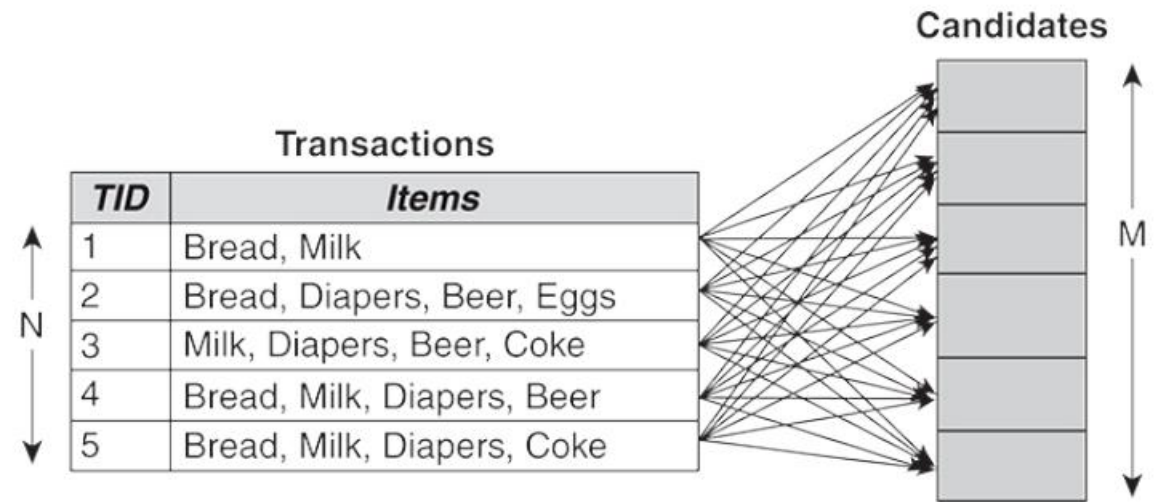 Candidates
Transactions
TID Items
1 Bread, Milk
2 Bread, Diapers, Beer, Eggs
3 Milk, Diapers, Beer, Coke
4 Bread, Milk, Diapers, Beer
5 Bread, Milk, Diapers, Coke
N
M